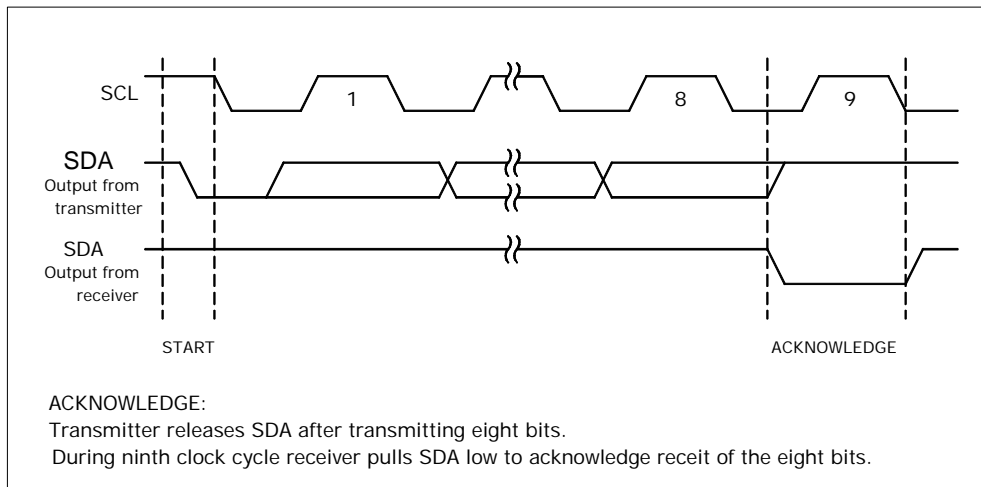 SCL
1
8
9
SDA
Output from
transmitter
SDA
Output from
receiver
START
ACKNOWLEDGE
ACKNOWLEDGE:
Transmitter releases SDA after transmitting eight bits.
During ninth clock cycle receiver pulls SDA low to acknowledge receit of the eight bits.